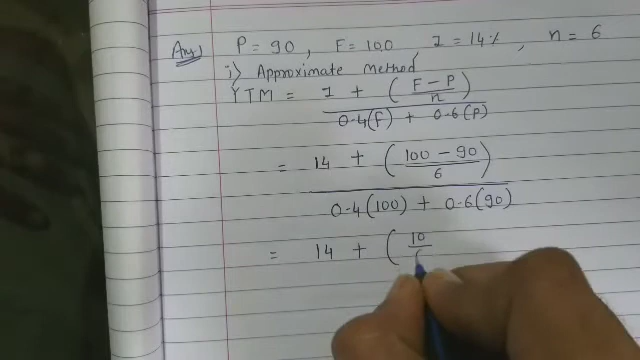 Ans) P = 90 , F = 100 , I = 14% , n = 6
i) Approximate Method
YTM = I + ( F - P / n )
0.4(F) + 0.6(P)
= 14 + ( 100 - 90 / 6 )
0.4(100) + 0.6(90)
= 14 + ( 10